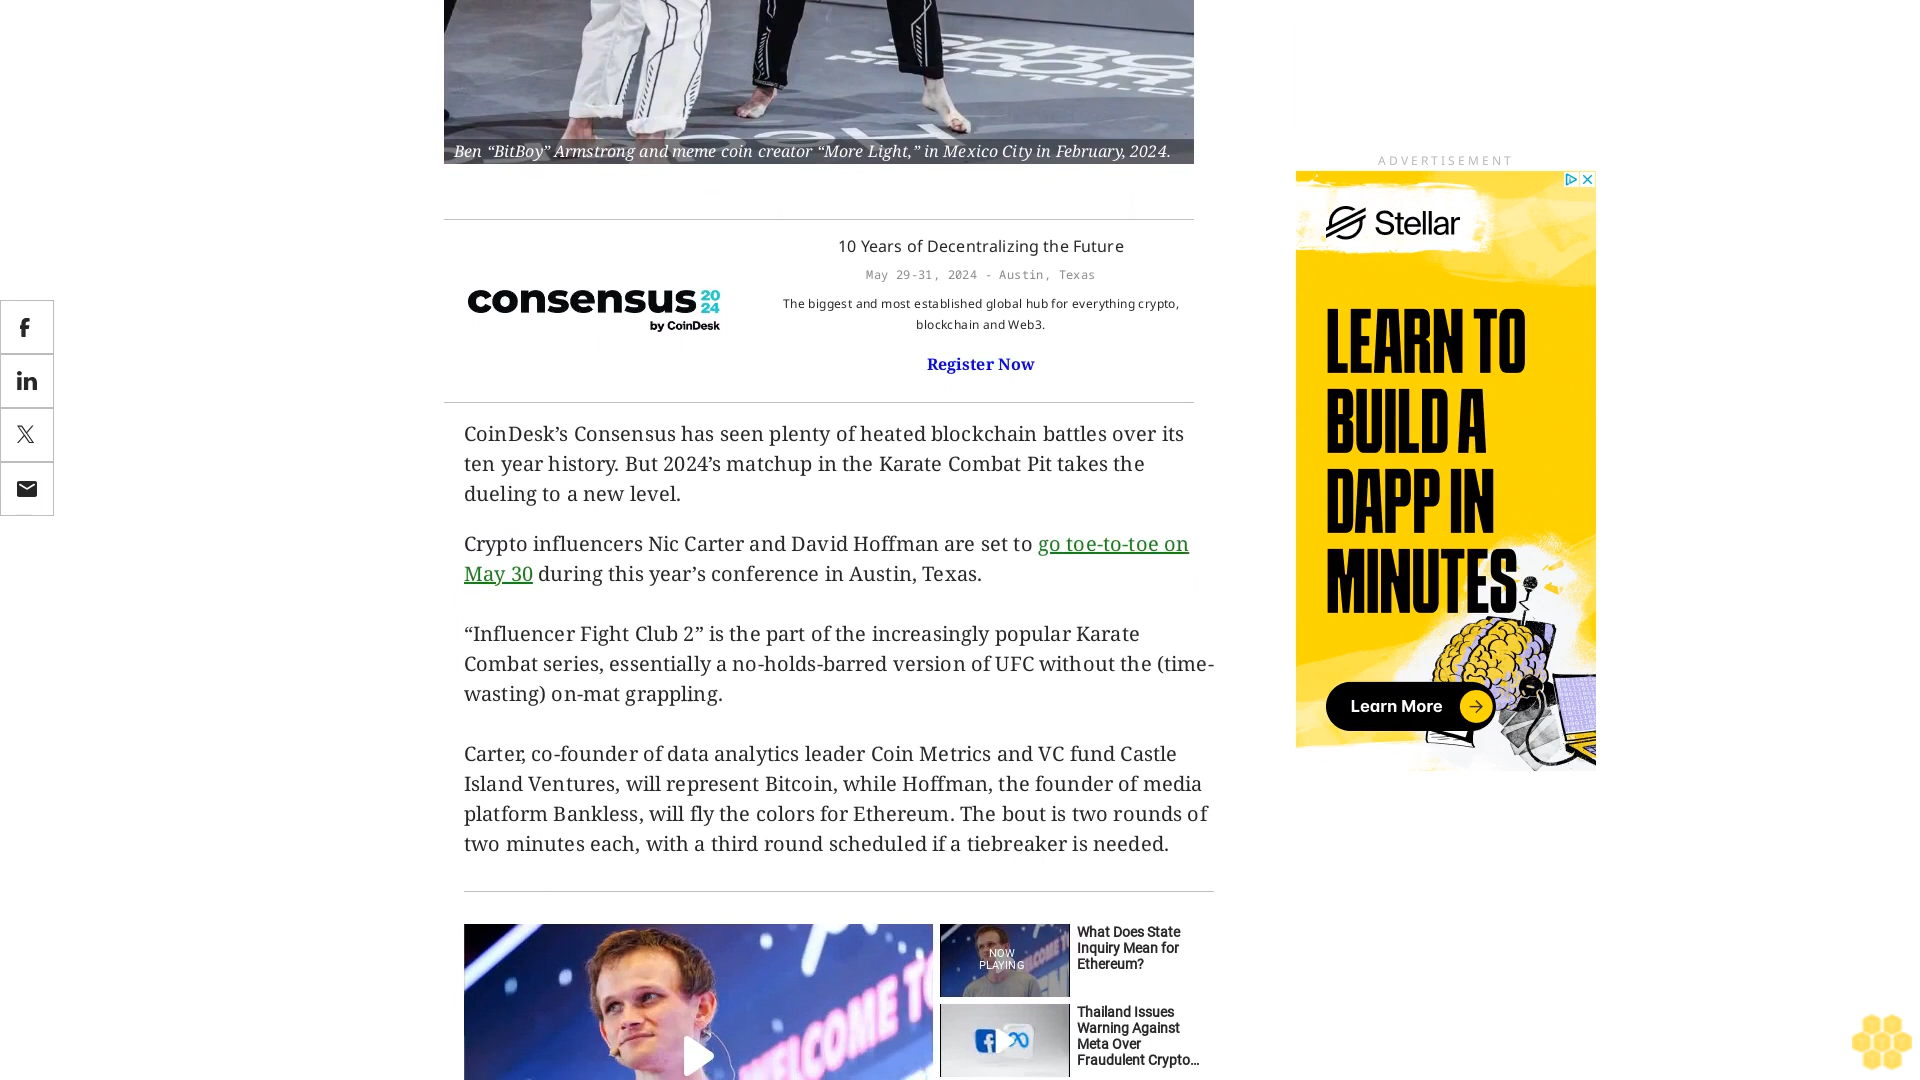 Ben “BitBoy” Armstrong and meme coin creator “More Light,” in Mexico City in February, 2024.
ADVERTISEMENT
Stellar
LEARN TO
BUILD A
DAPP IN
MINUTES
Learn More
10 Years of Decentralizing the Future
May 29-31, 2024 - Austin, Texas
The biggest and most established global hub for everything crypto,
blockchain and Web3.
Register Now
consensus 20
24
by CoinDesk
CoinDesk’s Consensus has seen plenty of heated blockchain battles over its
ten year history. But 2024’s matchup in the Karate Combat Pit takes the
dueling to a new level.
Crypto influencers Nic Carter and David Hoffman are set to go toe-to-toe on
May 30 during this year’s conference in Austin, Texas.
“Influencer Fight Club 2” is the part of the increasingly popular Karate
Combat series, essentially a no-holds-barred version of UFC without the (time-
wasting) on-mat grappling.
Carter, co-founder of data analytics leader Coin Metrics and VC fund Castle
Island Ventures, will represent Bitcoin, while Hoffman, the founder of media
platform Bankless, will fly the colors for Ethereum. The bout is two rounds of
two minutes each, with a third round scheduled if a tiebreaker is needed.
WELCOME TO
NOW
PLAYING
What Does State
Inquiry Mean for
Ethereum?
Thailand Issues
Warning Against
Meta Over
Fraudulent Crypto...